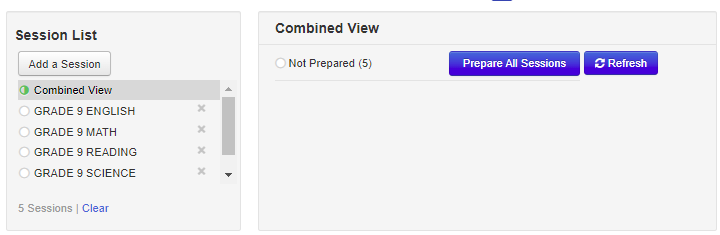 Session List
Add a Session
Combined View
GRADE 9 ENGLISH
GRADE 9 MATH
GRADE 9 READING
GRADE 9 SCIENCE
5 Sessions | Clear
Combined View
Not Prepared (5)
Prepare All Sessions
Refresh